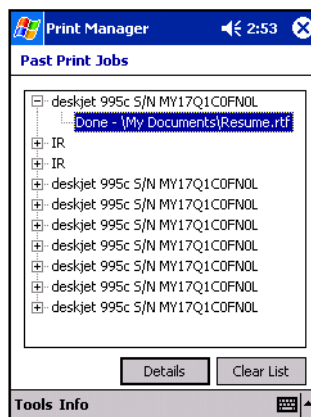 Print Manager 2:53
Past Print Jobs
deskjet 995c S/N MY17Q1C0FN0L
Done - \My Documents\Resume.rtf
IR
IR
deskjet 995c S/N MY17Q1C0FN0L
deskjet 995c S/N MY17Q1C0FN0L
deskjet 995c S/N MY17Q1C0FN0L
deskjet 995c S/N MY17Q1C0FN0L
deskjet 995c S/N MY17Q1C0FN0L
deskjet 995c S/N MY17Q1C0FN0L
deskjet 995c S/N MY17Q1C0FN0L
Details Clear List
Tools Info